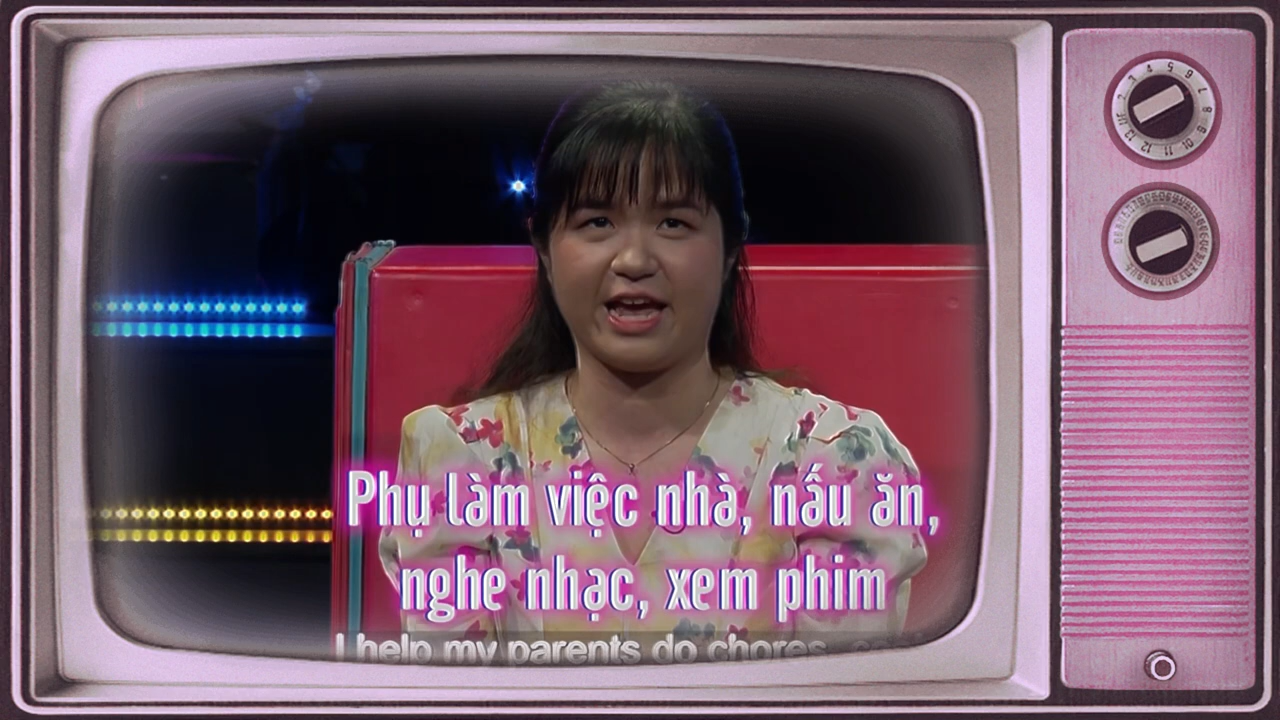 Phụ làm việc nhà, nấu ăn,
nghe nhạc, xem phim
I help my parents do chores,